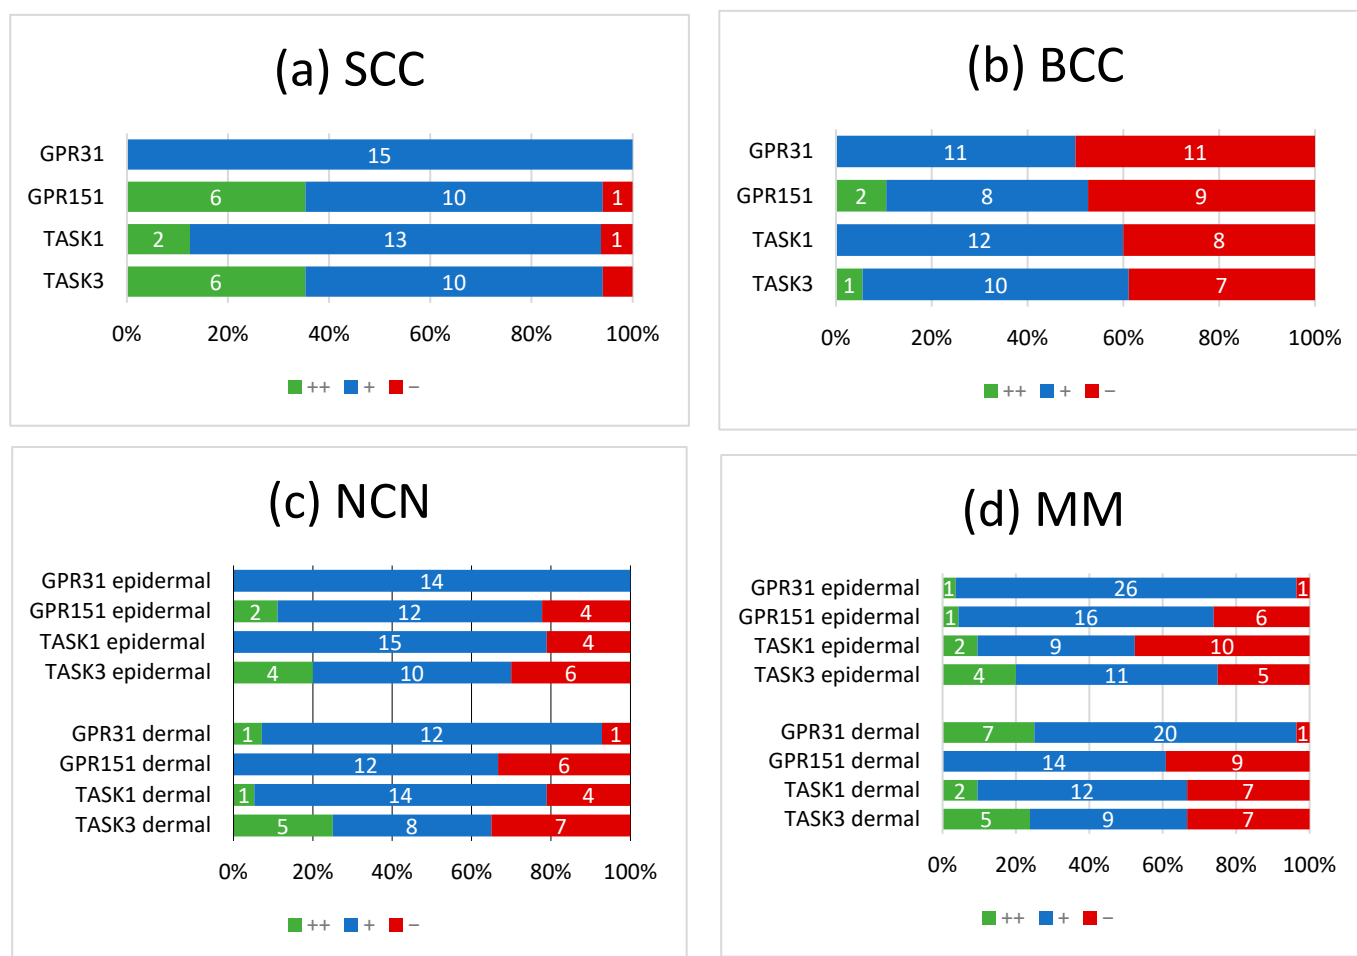 (a) SCC
GPR31 15
GPR151 6 10 1
TASK1 2 13 1
TASK3 6 10
0% 20% 40% 60% 80% 100%
++ + −
(b) BCC
GPR31 11 11
GPR151 2 8 9
TASK1 12 8
TASK3 1 10 7
0% 20% 40% 60% 80% 100%
++ + −
(c) NCN
GPR31 epidermal 14
GPR151 epidermal 2 12 4
TASK1 epidermal 15 4
TASK3 epidermal 4 10 6
GPR31 dermal 1 12 1
GPR151 dermal 12 6
TASK1 dermal 1 14 4
TASK3 dermal 5 8 7
0% 20% 40% 60% 80% 100%
++ + −
(d) MM
GPR31 epidermal 1 26 1
GPR151 epidermal 1 16 6
TASK1 epidermal 2 9 10
TASK3 epidermal 4 11 5
GPR31 dermal 7 20 1
GPR151 dermal 14 9
TASK1 dermal 2 12 7
TASK3 dermal 5 9 7
0% 20% 40% 60% 80% 100%
++ + −